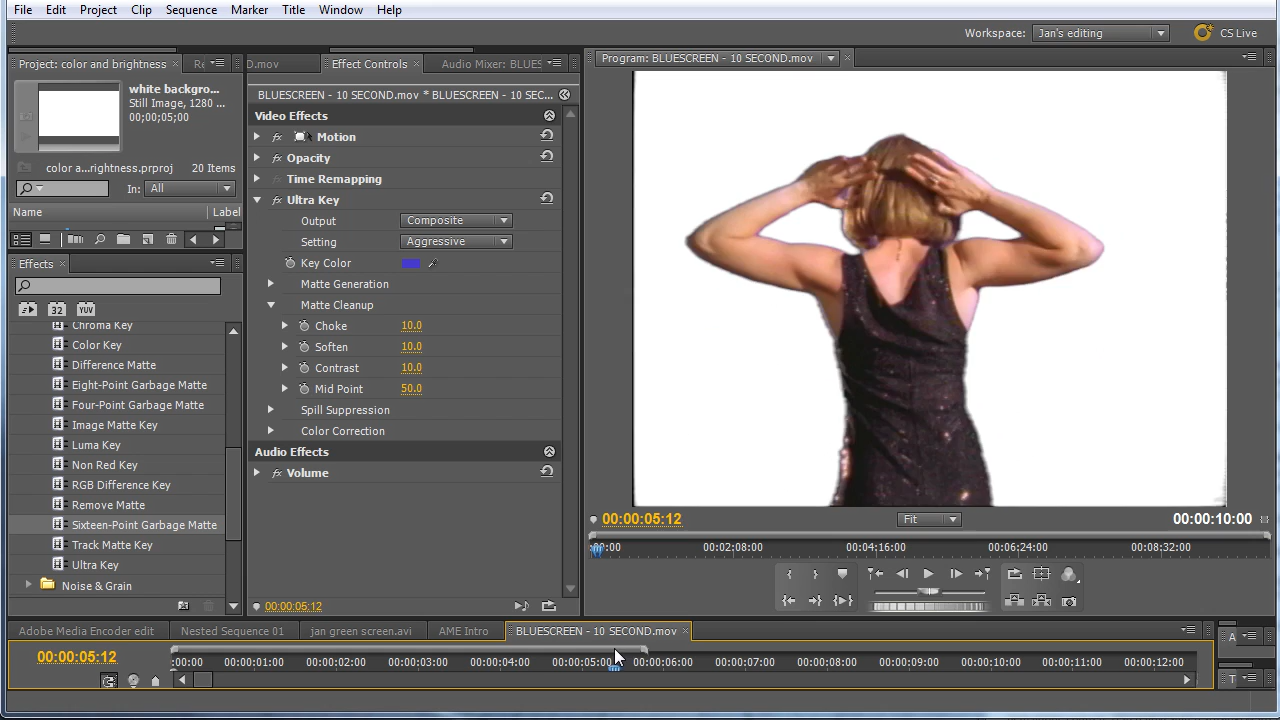 File Edit Project Clip Sequence Marker Title Window Help
Workspace: Jan's editing CS Live
Project: color and brightness Re D.mov Effect Controls Audio Mixer: BLUES Program: BLUESCREEN - 10 SECOND.mov
white backgro...
Still Image, 1280 ...
00;00;05;00
BLUESCREEN - 10 SECOND.mov * BLUESCREEN - 10 SEC...
Video Effects
fx Motion
fx Opacity
fx Time Remapping
fx Ultra Key
Output Composite
Setting Aggressive
Key Color
Matte Generation
Matte Cleanup
Choke 10.0
Soften 10.0
Contrast 10.0
Mid Point 50.0
Spill Suppression
Color Correction
Audio Effects
fx Volume
00:00:05:12
color a...rightness.prproj 20 Items
In: All
Name Label
Effects
32 YUV
Chroma Key
Color Key
Difference Matte
Eight-Point Garbage Matte
Four-Point Garbage Matte
Image Matte Key
Luma Key
Non Red Key
RGB Difference Key
Remove Matte
Sixteen-Point Garbage Matte
Track Matte Key
Ultra Key
Noise & Grain
00:00:05:12 Fit 00:00:10:00
:00:00 00:02:08:00 00:04:16:00 00:06:24:00 00:08:32:00
Adobe Media Encoder edit Nested Sequence 01 jan green screen.avi AME Intro BLUESCREEN - 10 SECOND.mov
00:00:05:12
:00:00 00:00:01:00 00:00:02:00 00:00:03:00 00:00:04:00 00:00:05:00 00:00:06:00 00:00:07:00 00:00:08:00 00:00:09:00 00:00:10:00 00:00:11:00 00:00:12:00
A
T